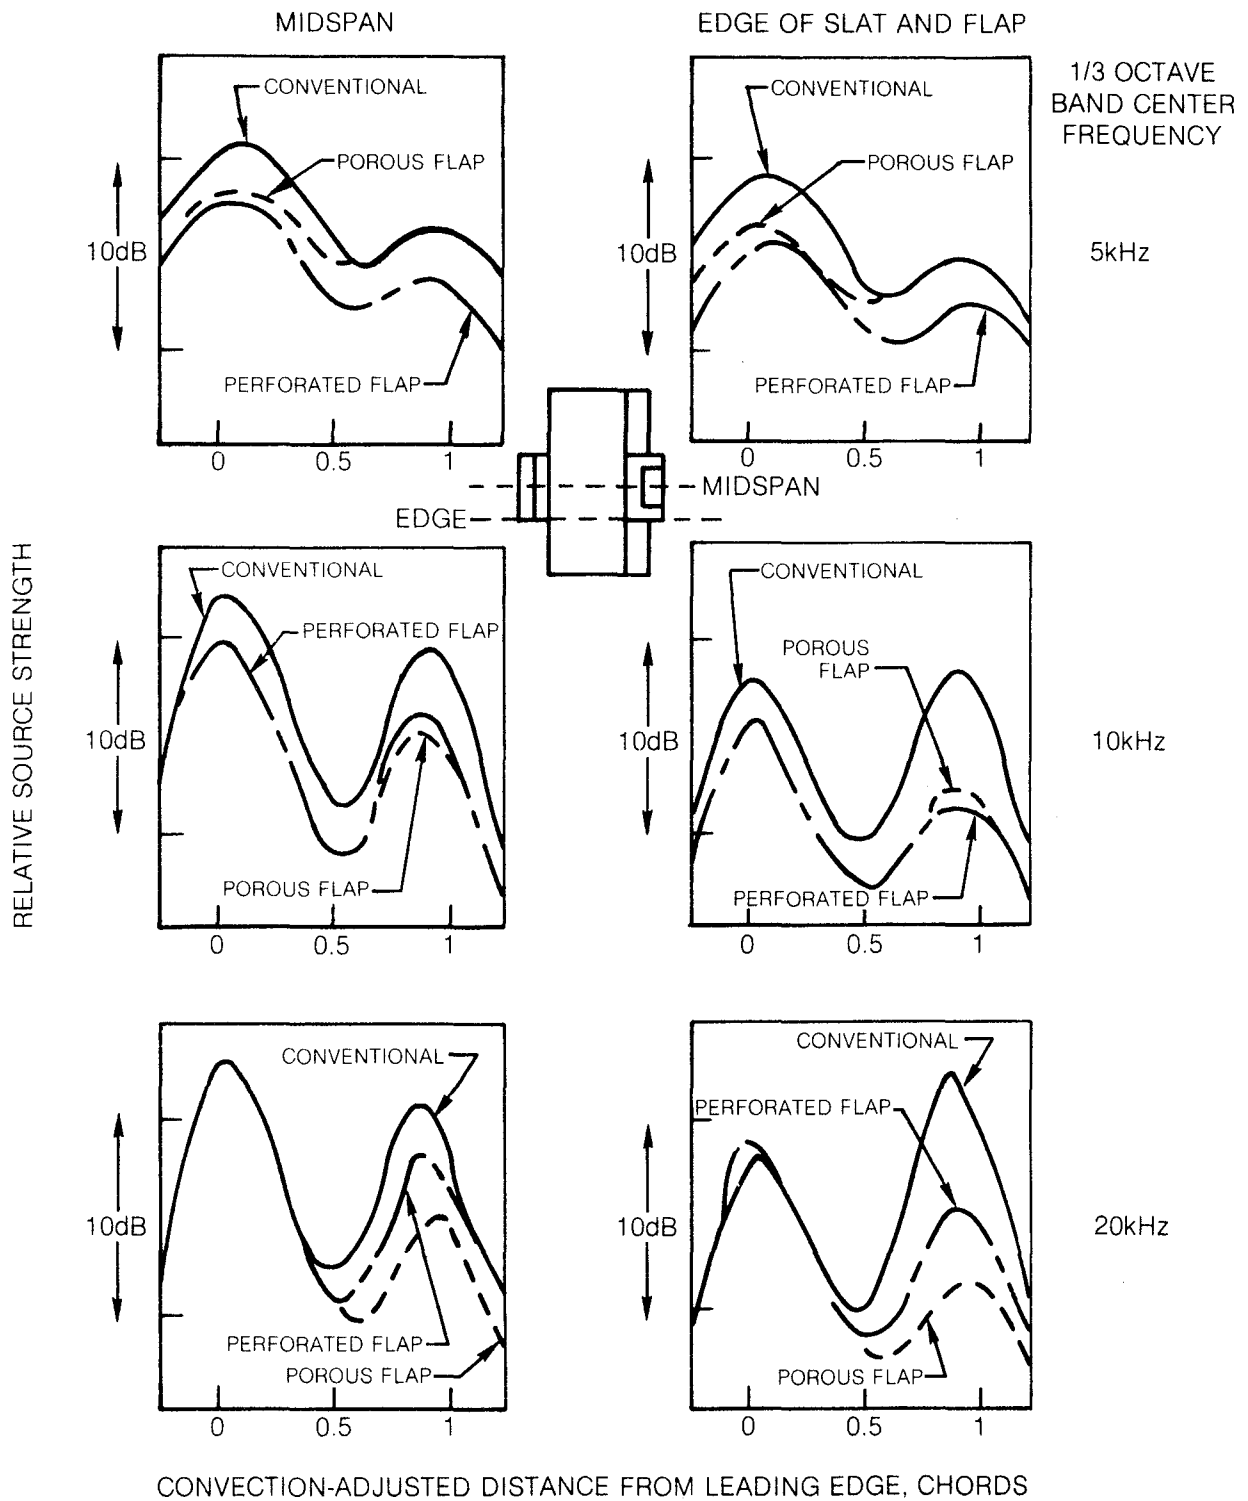 MIDSPAN
EDGE OF SLAT AND FLAP
1/3 OCTAVE
BAND CENTER
FREQUENCY
CONVENTIONAL
POROUS FLAP
10dB
PERFORATED FLAP
0 0.5 1
CONVENTIONAL
POROUS FLAP
10dB
PERFORATED FLAP
0 0.5 1
5kHz
MIDSPAN
EDGE
RELATIVE SOURCE STRENGTH
CONVENTIONAL
PERFORATED FLAP
10dB
POROUS FLAP
0 0.5 1
CONVENTIONAL
POROUS
FLAP
10dB
PERFORATED FLAP
0 0.5 1
10kHz
CONVENTIONAL
10dB
PERFORATED FLAP
POROUS FLAP
0 0.5 1
CONVENTIONAL
PERFORATED FLAP
10dB
POROUS FLAP
0 0.5 1
20kHz
CONVECTION-ADJUSTED DISTANCE FROM LEADING EDGE, CHORDS